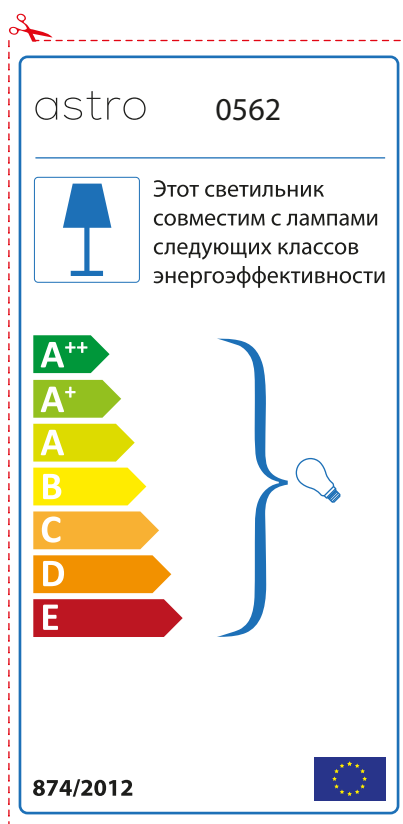 astro 0562
Этот светильник
совместим с лампами
следующих классов
энергоэффективности
A++
A+
A
B
C
D
E
874/2012